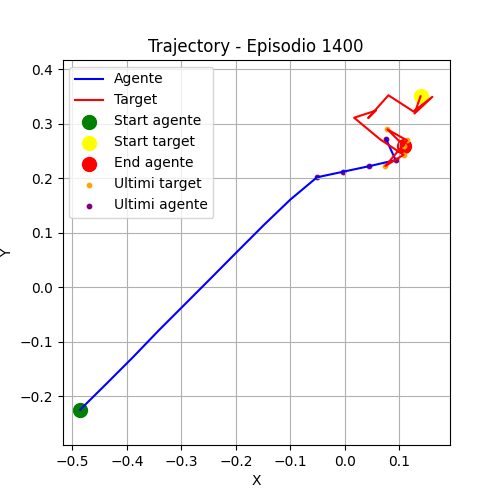 Trajectory - Episodio 1400
Agente
Target
Start agente
Start target
End agente
Ultimi target
Ultimi agente
0.4
0.3
0.2
0.1
0.0
−0.1
−0.2
Y
−0.5
−0.4
−0.3
−0.2
−0.1
0.0
0.1
X